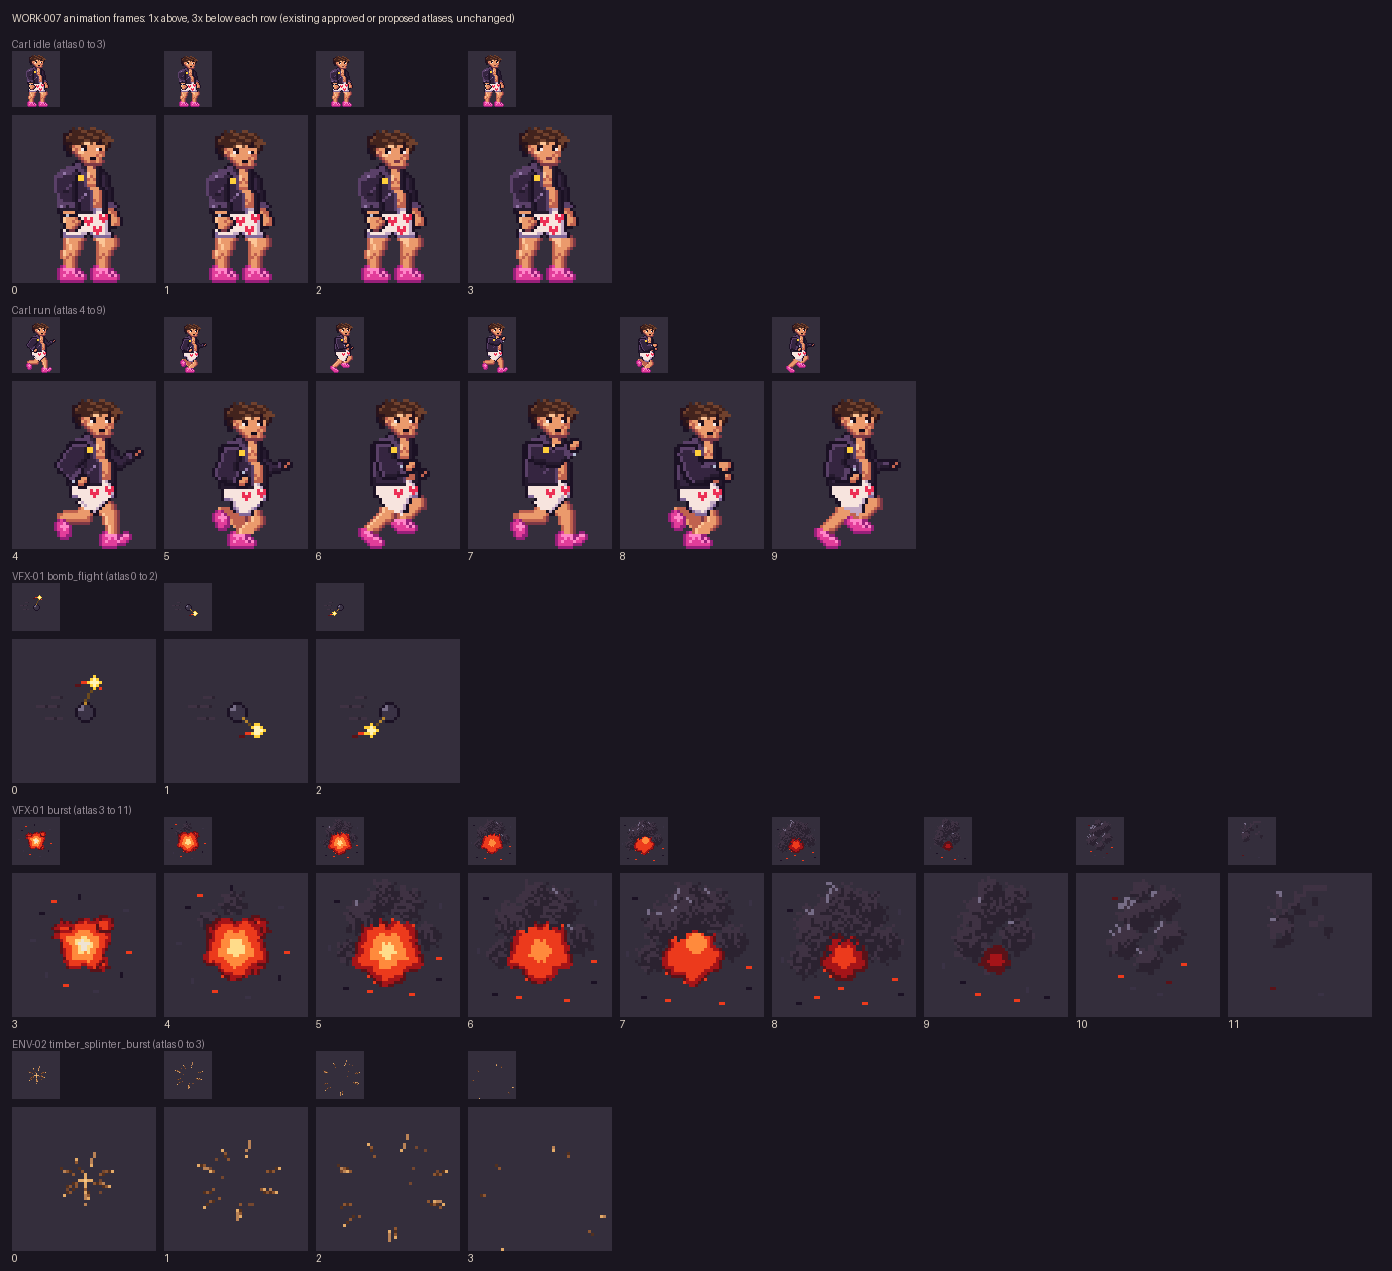 WORK-007 animation frames: 1x above, 3x below each row (existing approved or proposed atlases, unchanged)
Carl idle (atlas 0 to 3)
0 1 2 3
Carl run (atlas 4 to 9)
4 5 6 7 8 9
VFX-01 bomb_flight (atlas 0 to 2)
0 1 2
VFX-01 burst (atlas 3 to 11)
3 4 5 6 7 8 9 10 11
ENV-02 timber_splinter_burst (atlas 0 to 3)
0 1 2 3